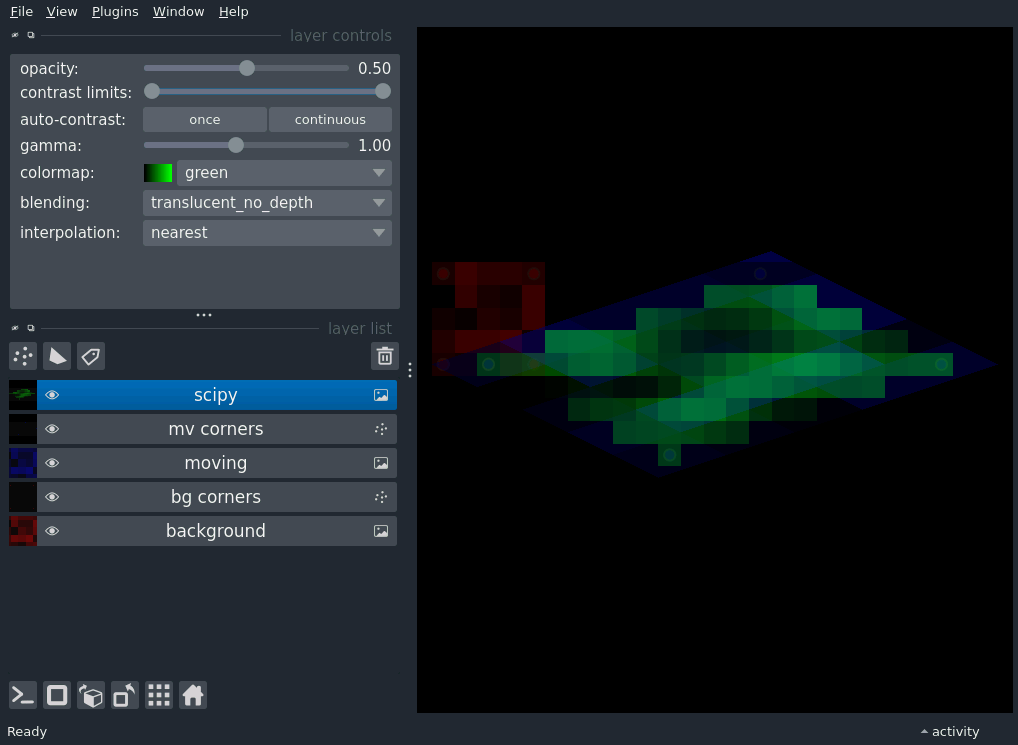 File View Plugins Window Help
layer controls
opacity: 0.50
contrast limits:
auto-contrast: once continuous
gamma: 1.00
colormap: green
blending: translucent_no_depth
interpolation: nearest
layer list
scipy
mv corners
moving
bg corners
background
Ready activity